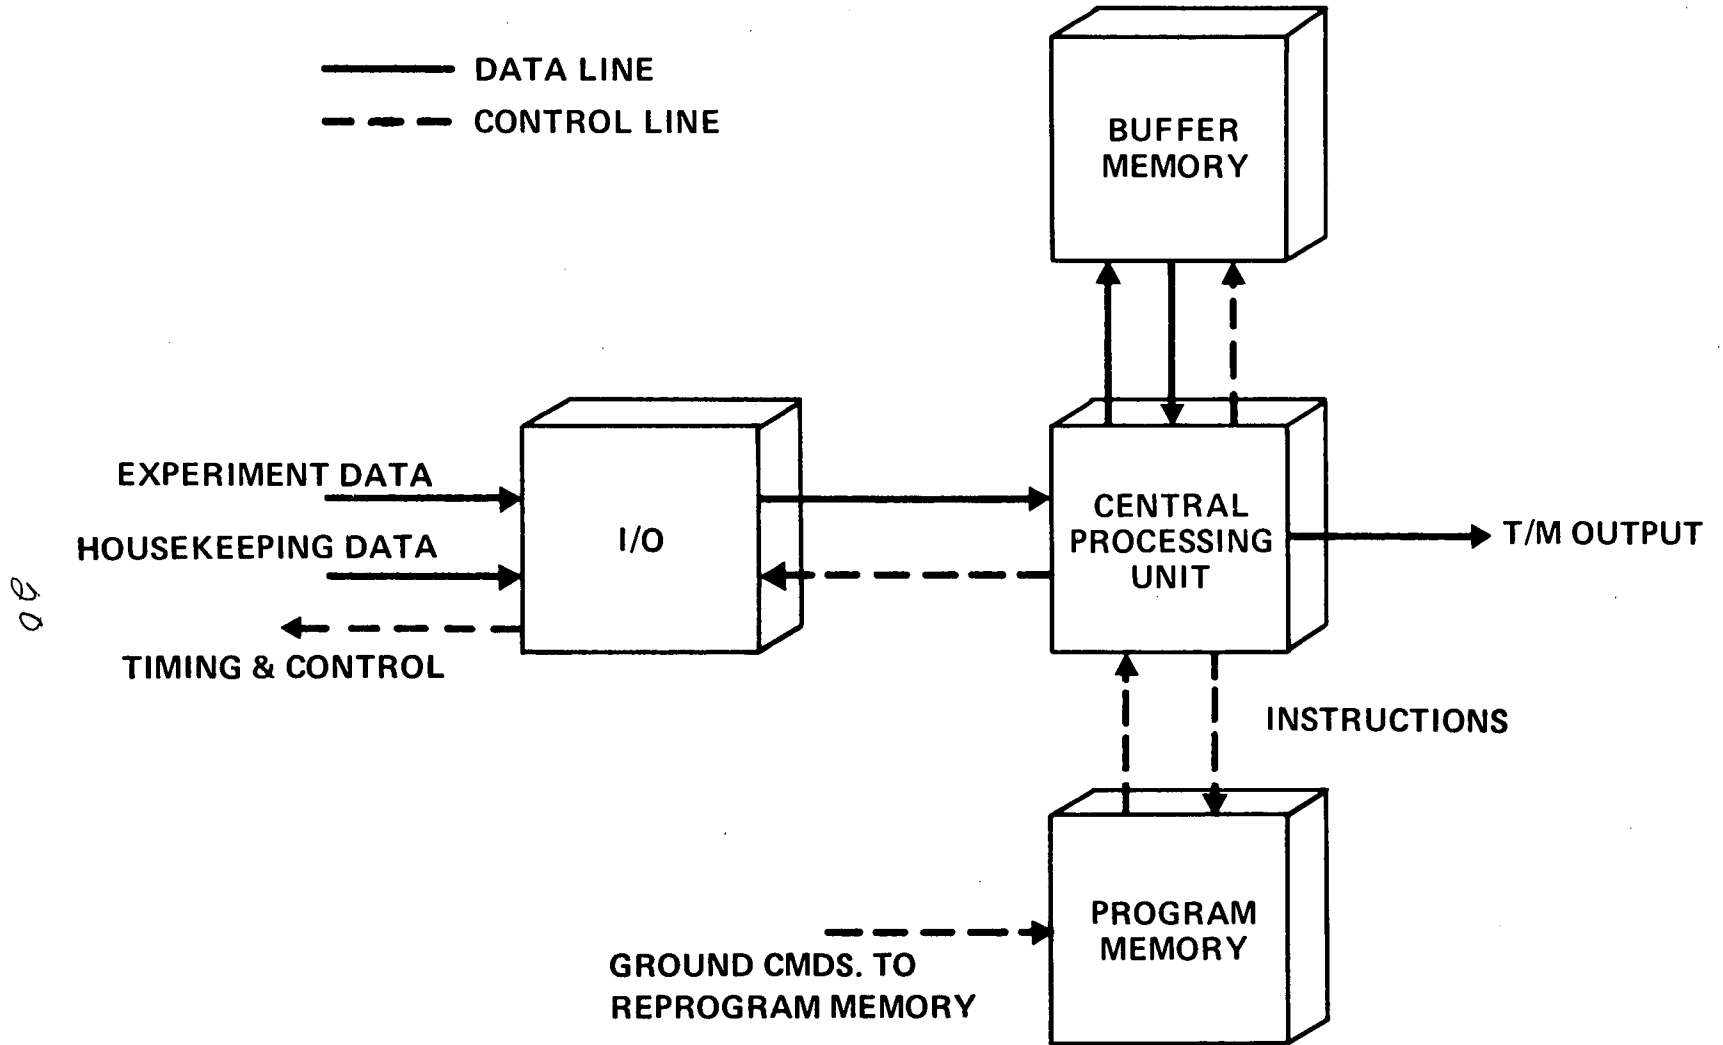 DATA LINE
CONTROL LINE
BUFFER
MEMORY
EXPERIMENT DATA
HOUSEKEEPING DATA
TIMING & CONTROL
I/O
CENTRAL
PROCESSING
UNIT
T/M OUTPUT
INSTRUCTIONS
PROGRAM
MEMORY
GROUND CMDS. TO
REPROGRAM MEMORY